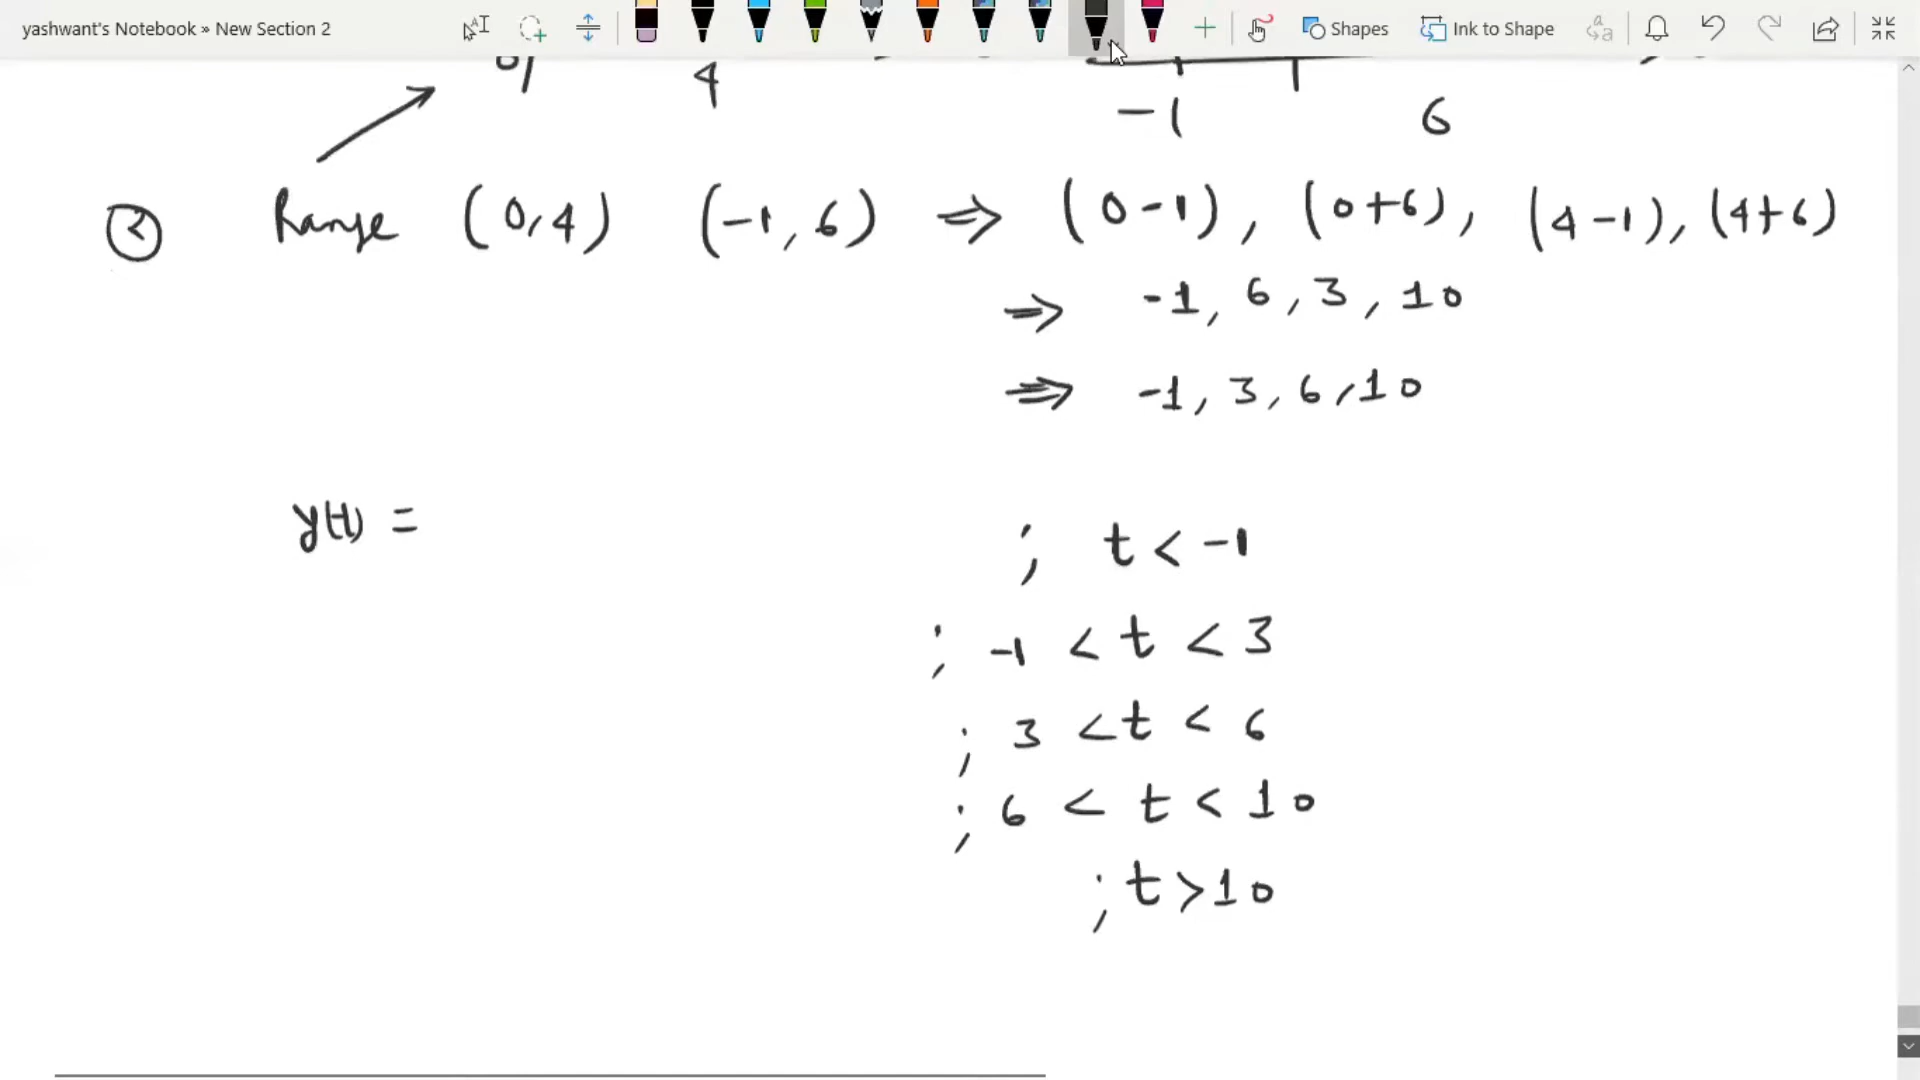 yashwant's Notebook » New Section 2 Shapes Ink to Shape
0 4 -1 6
② Range (0,4) (-1,6) ⇒ (0-1), (0+6), (4-1), (4+6)
⇒ -1, 6, 3, 10
⇒ -1, 3, 6, 10
y(t) =
; t < -1
; -1 < t < 3
; 3 < t < 6
; 6 < t < 10
; t > 10